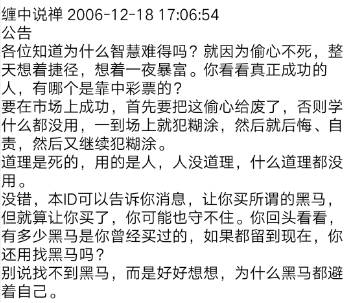 缠中说禅 2006-12-18 17:06:54
公告
各位知道为什么智慧难得吗？就因为偷心不死，整
天想着捷径，想着一夜暴富。你看看真正成功的
人，有哪个是靠中彩票的？
要在市场上成功，首先要把这偷心给废了，否则学
什么都没用，一到场上就犯糊涂，然后就后悔、自
责，然后又继续犯糊涂。
道理是死的，用的是人，人没道理，什么道理都没
用。
没错，本ID可以告诉你消息，让你买所谓的黑马，
但就算让你买了，你可能也守不住。你回头看看，
有多少黑马是你曾经买过的，如果都留到现在，你
还用找黑马吗？
别说找不到黑马，而是好好想想，为什么黑马都避
着自己。